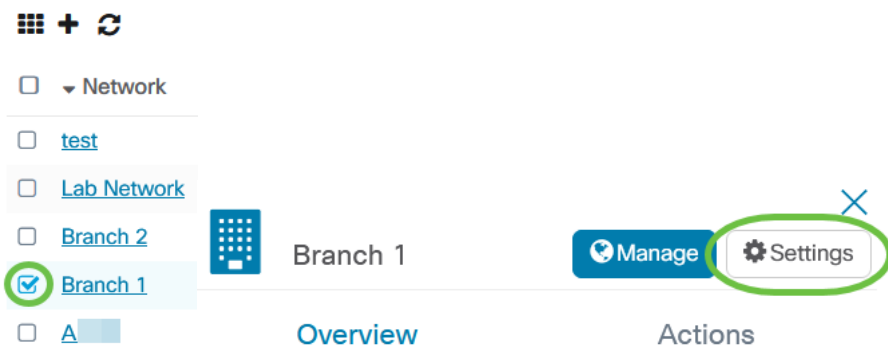 Network
test
Lab Network
Branch 2
Branch 1
A
Branch 1
Manage
Settings
Overview
Actions